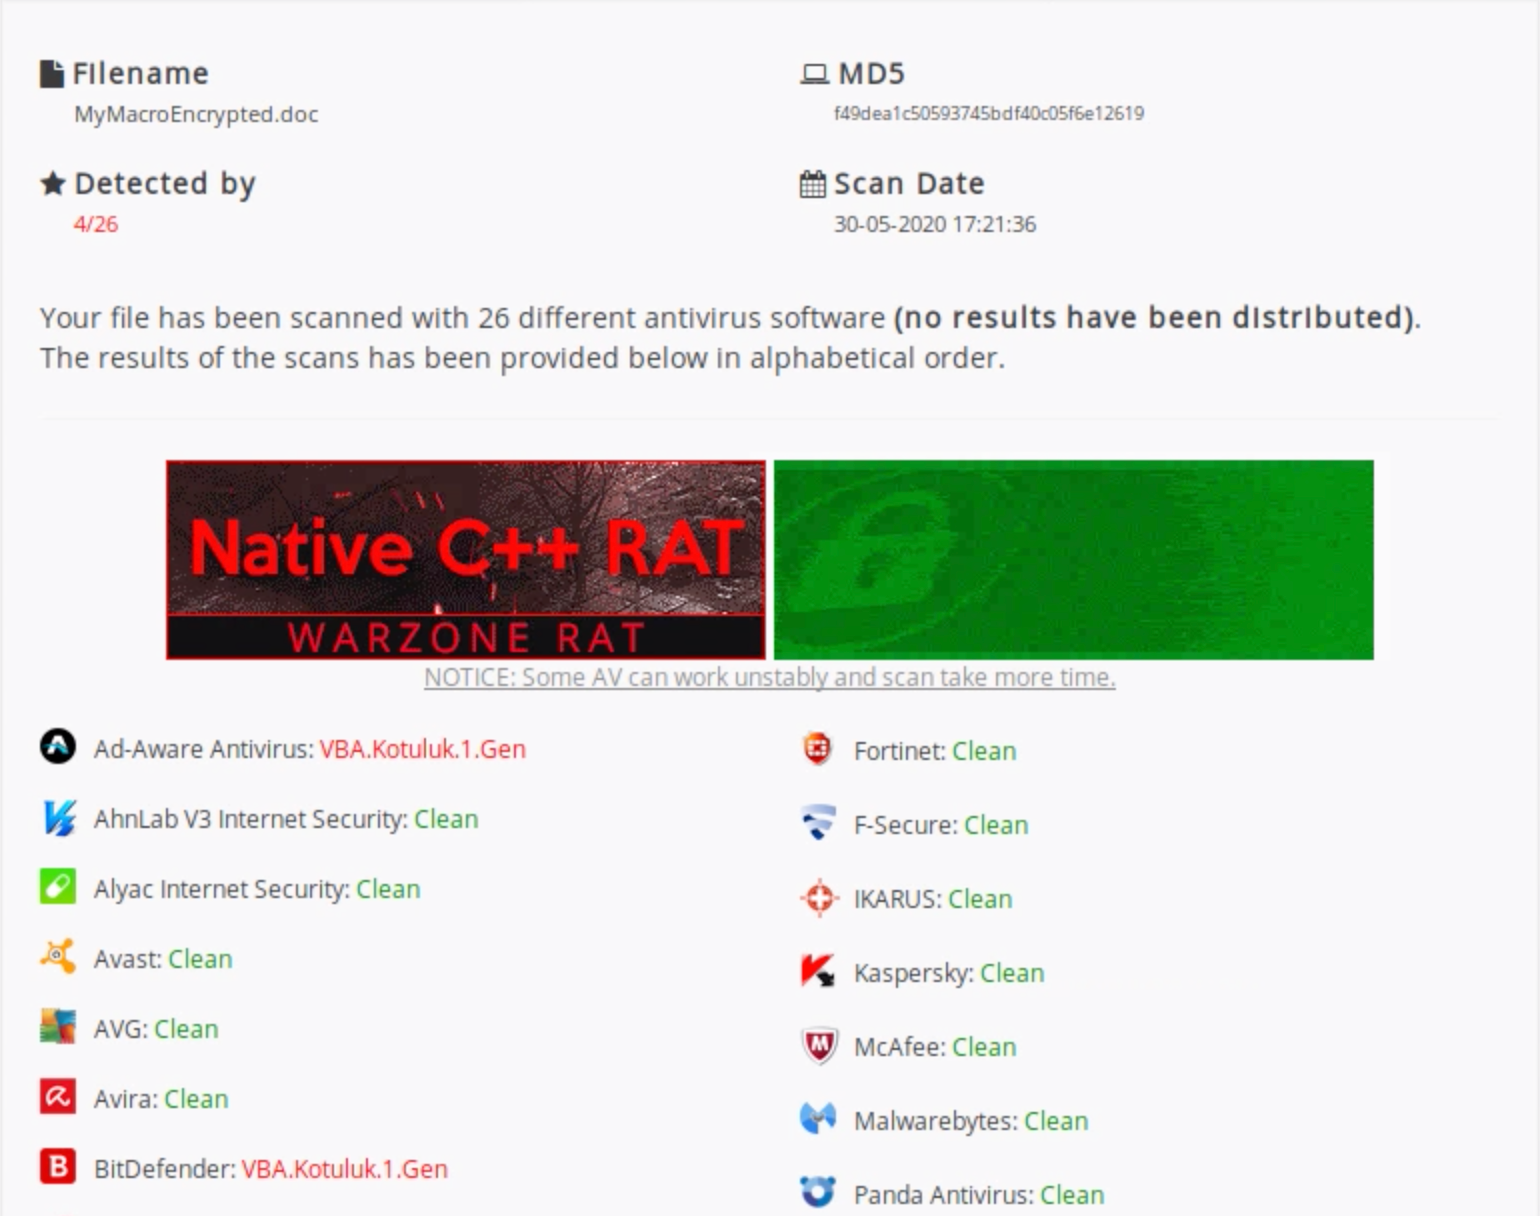 Filename
MyMacroEncrypted.doc
MD5
f49dea1c50593745bdf40c05f6e12619
Detected by
4/26
Scan Date
30-05-2020 17:21:36
Your file has been scanned with 26 different antivirus software (no results have been distributed).
The results of the scans has been provided below in alphabetical order.
Native C++ RAT
WARZONE RAT
NOTICE: Some AV can work unstably and scan take more time.
Ad-Aware Antivirus: VBA.Kotuluk.1.Gen
AhnLab V3 Internet Security: Clean
Alyac Internet Security: Clean
Avast: Clean
AVG: Clean
Avira: Clean
BitDefender: VBA.Kotuluk.1.Gen
Fortinet: Clean
F-Secure: Clean
IKARUS: Clean
Kaspersky: Clean
McAfee: Clean
Malwarebytes: Clean
Panda Antivirus: Clean